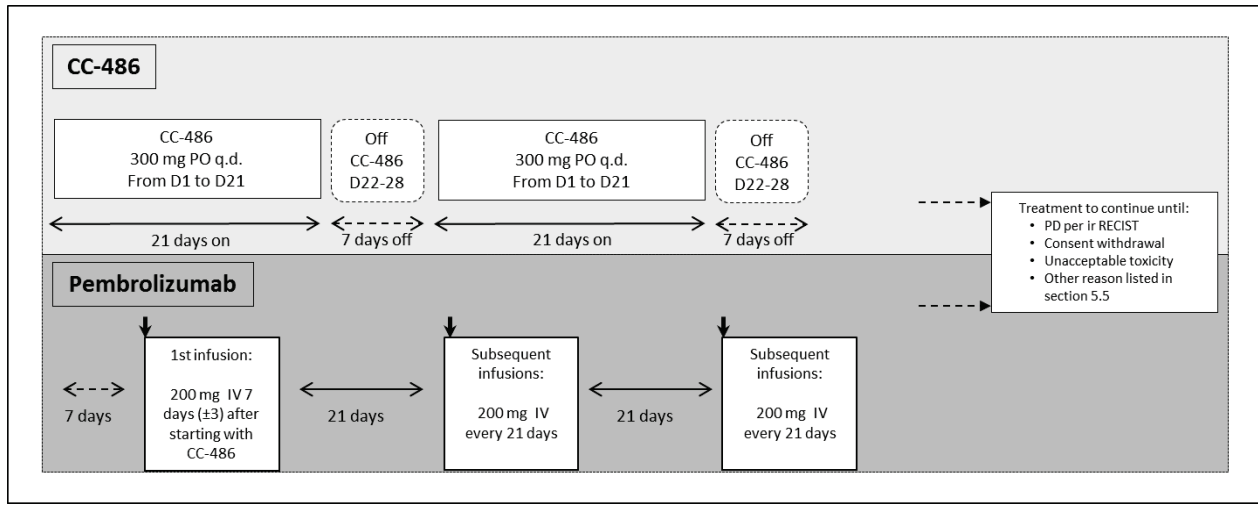 CC-486
CC-486
300 mg PO q.d.
From D1 to D21
Off
CC-486
D22-28
CC-486
300 mg PO q.d.
From D1 to D21
Off
CC-486
D22-28
21 days on
7 days off
21 days on
7 days off
Treatment to continue until:
• PD per ir RECIST
• Consent withdrawal
• Unacceptable toxicity
• Other reason listed in
section 5.5
Pembrolizumab
7 days
1st infusion:
200 mg IV 7
days (±3) after
starting with
CC-486
21 days
Subsequent
infusions:
200 mg IV
every 21 days
21 days
Subsequent
infusions:
200 mg IV
every 21 days